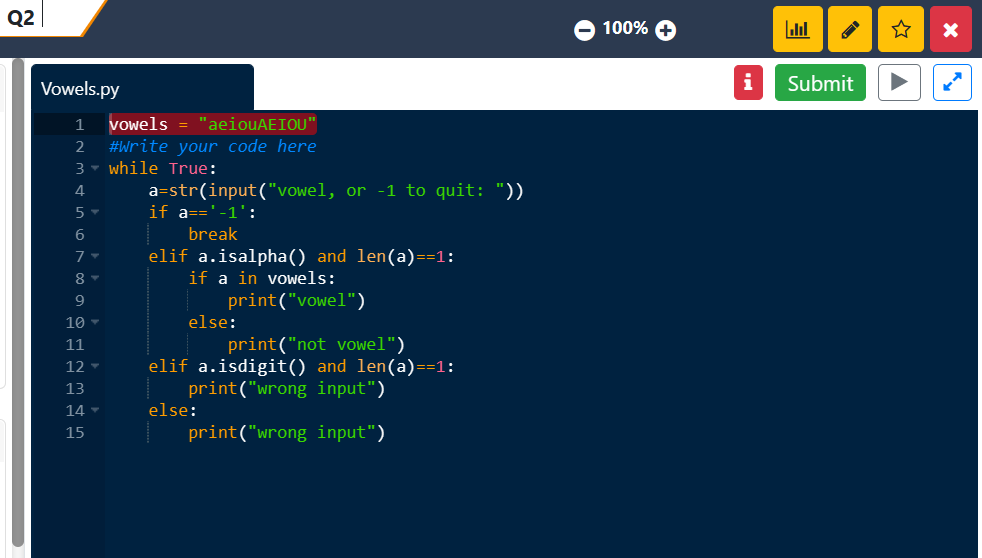 Q2
100%
Vowels.py
Submit
1 vowels = "aeiouAEIOU"
2 #Write your code here
3 while True:
4     a=str(input("vowel, or -1 to quit: "))
5     if a=='-1':
6         break
7     elif a.isalpha() and len(a)==1:
8         if a in vowels:
9             print("vowel")
10         else:
11             print("not vowel")
12     elif a.isdigit() and len(a)==1:
13         print("wrong input")
14     else:
15         print("wrong input")